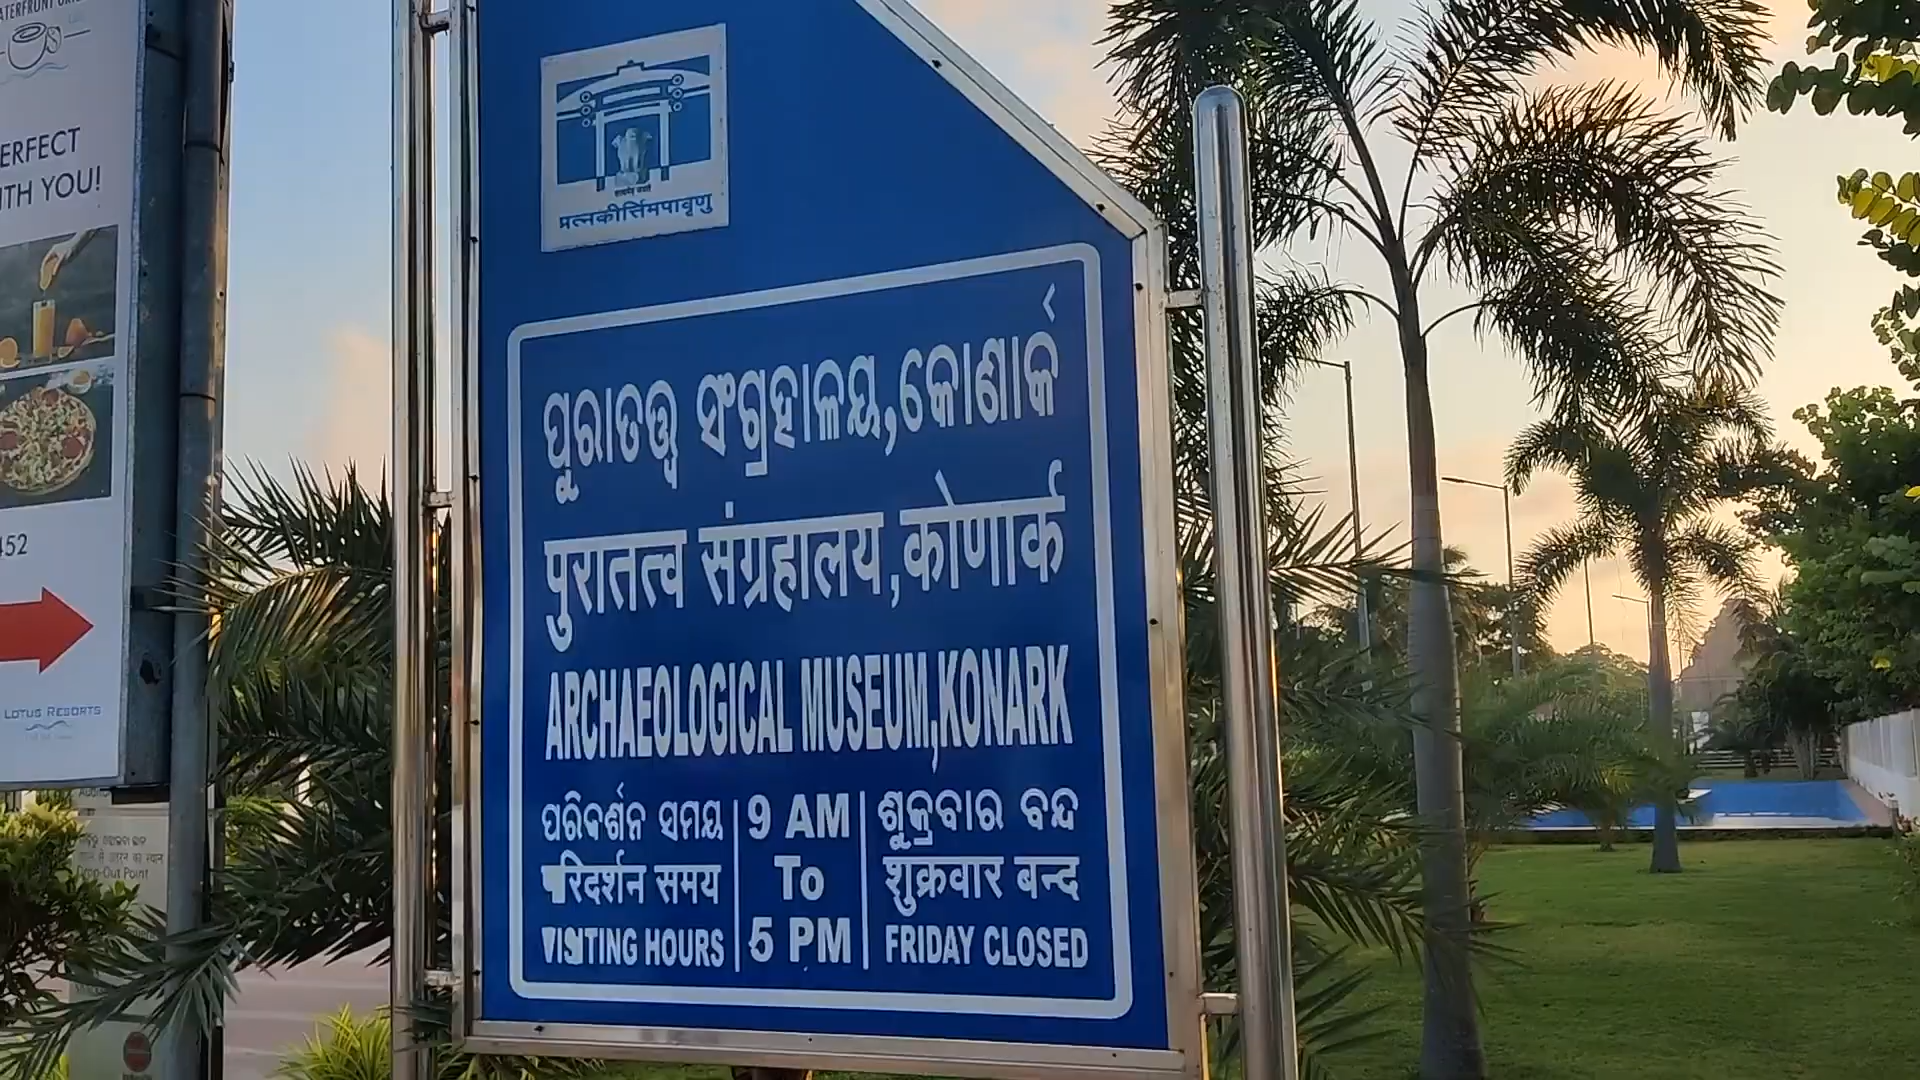 ERFECT
ITH YOU!
452
LOTUS RESORTS
Drop-Out Point
प्रत्नकीर्त्तिमपावृणु
ପୁରାତତ୍ତ୍ୱ ସଂଗ୍ରହାଳୟ,କୋଣାର୍କ
पुरातत्व संग्रहालय,कोणार्क
ARCHAEOLOGICAL MUSEUM,KONARK
ପରିଦର୍ଶନ ସମୟ
परिदर्शन समय
VISITING HOURS
9 AM
To
5 PM
ଶୁକ୍ରବାର ବନ୍ଦ
शुक्रवार बन्द
FRIDAY CLOSED